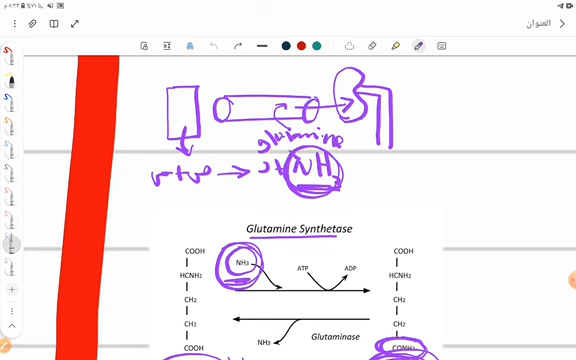 العنوان
glutamine
NH
Glutamine Synthetase
COOH COOH
NH₃ ATP ADP
HCNH₂ HCNH₂
CH₂ CH₂
CH₂ CH₂
NH₃ Glutaminase
COOH CONH₂